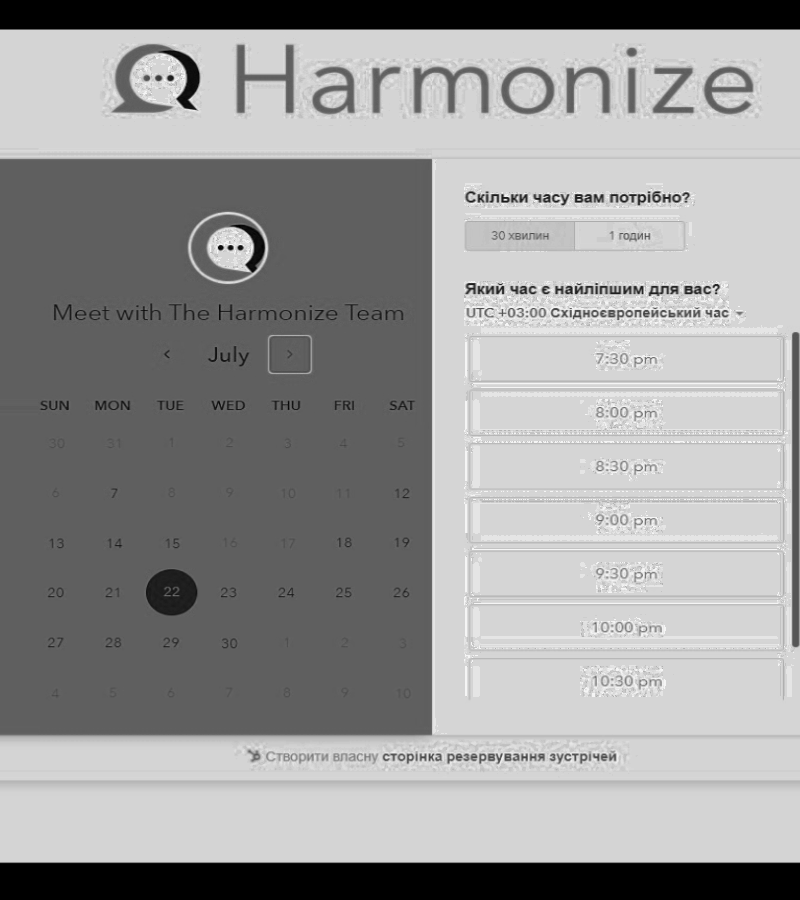 Harmonize
Meet with The Harmonize Team
July
SUN MON TUE WED THU FRI SAT
30 31 1 2 3 4 5
6 7 8 9 10 11 12
13 14 15 16 17 18 19
20 21 22 23 24 25 26
27 28 29 30 1 2 3
4 5 6 7 8 9 10
Скільки часу вам потрібно?
30 хвилин 1 годин
Який час є найліпшим для вас?
UTC +03:00 Східноєвропейський час
7:30 pm
8:00 pm
8:30 pm
9:00 pm
9:30 pm
10:00 pm
10:30 pm
Створити власну сторінка резервування зустрічей